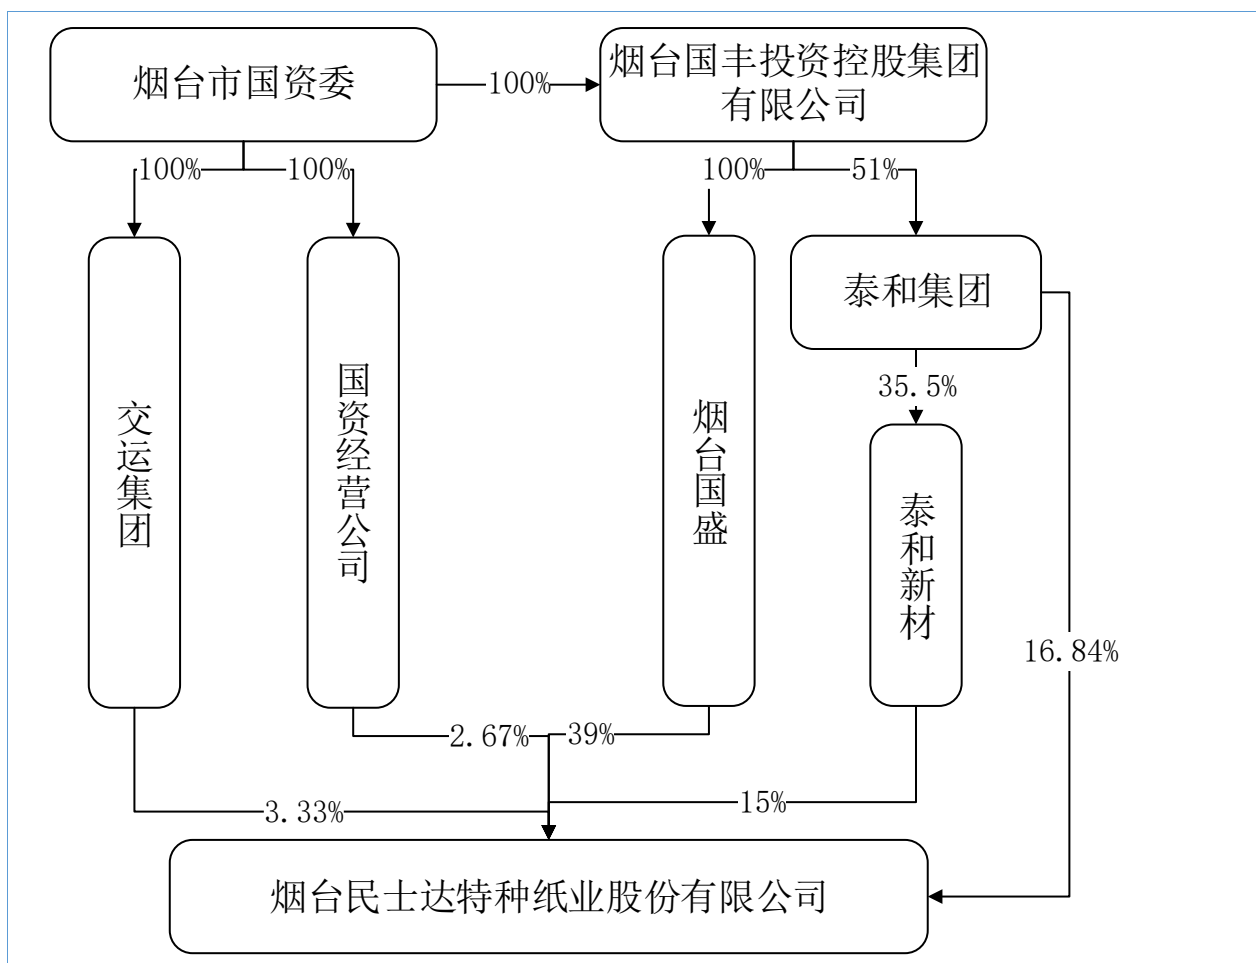 烟台市国资委
100%
烟台国丰投资控股集团
有限公司
100%
100%
100%
51%
交运集团
国资经营公司
烟台国盛
泰和集团
35.5%
泰和新材
16.84%
2.67%
39%
3.33%
15%
烟台民士达特种纸业股份有限公司